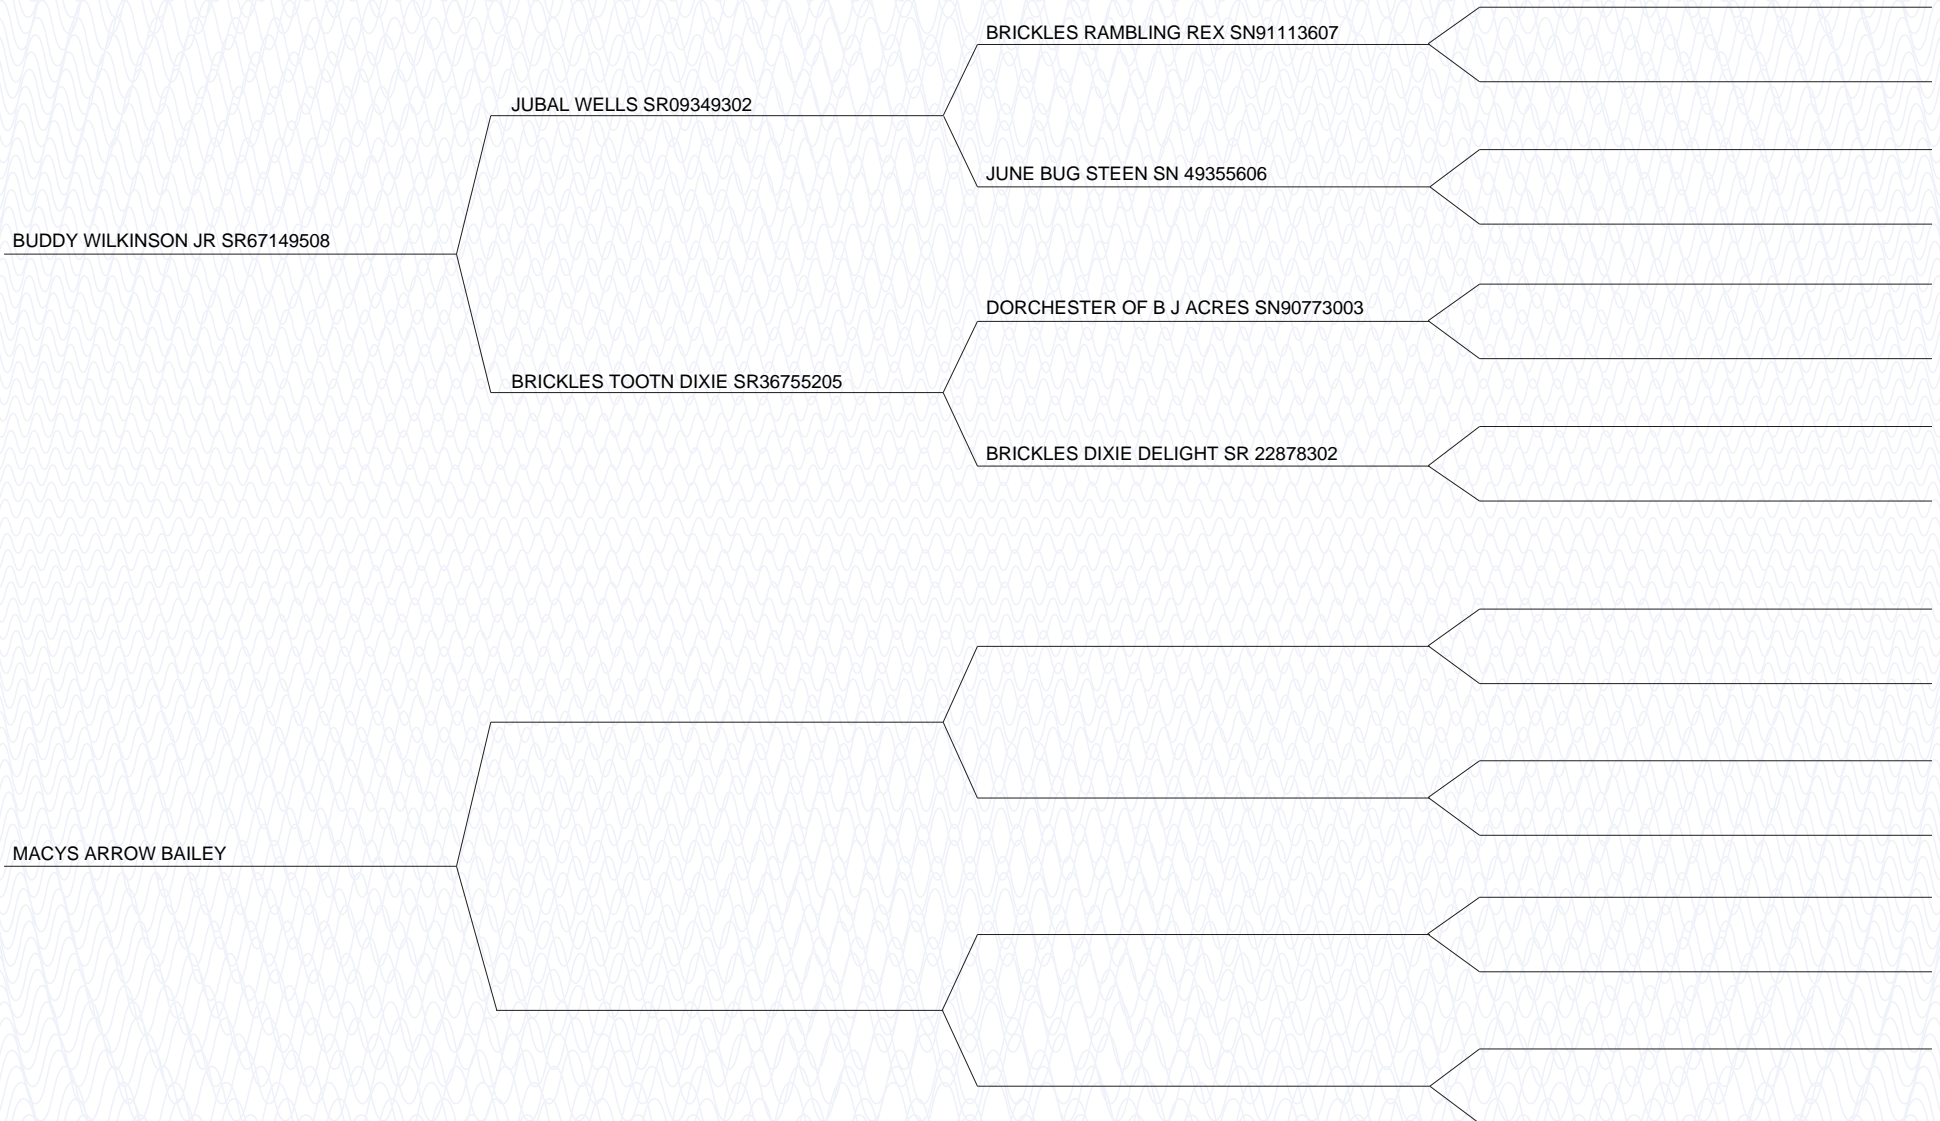 BRICKLES RAMBLING REX SN91113607
JUBAL WELLS SR09349302
JUNE BUG STEEN SN 49355606
BUDDY WILKINSON JR SR67149508
DORCHESTER OF B J ACRES SN90773003
BRICKLES TOOTN DIXIE SR36755205
BRICKLES DIXIE DELIGHT SR 22878302
MACYS ARROW BAILEY